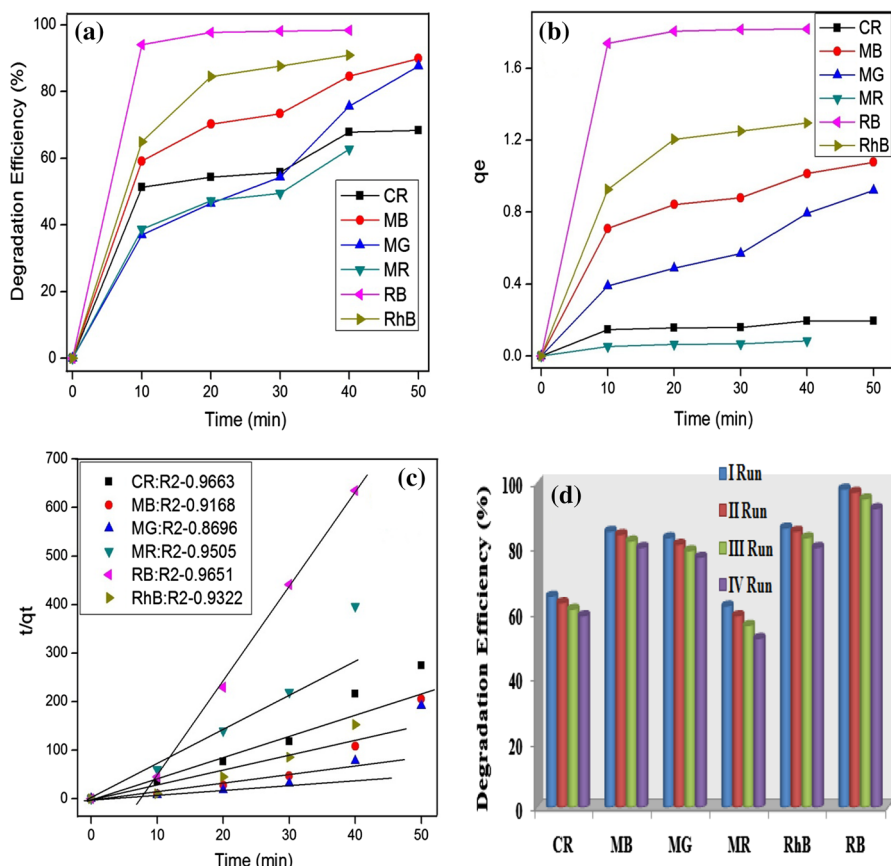 (a)
Degradation Efficiency (%)
100
80
60
40
20
0
CR
MB
MG
MR
RB
RhB
0 10 20 30 40 50
Time (min)
(b)
qe
1.6
1.2
0.8
0.4
0.0
CR
MB
MG
MR
RB
RhB
0 10 20 30 40 50
Time (min)
(c)
t/qt
700
600
500
400
300
200
100
0
CR:R2-0.9663
MB:R2-0.9168
MG:R2-0.8696
MR:R2-0.9505
RB:R2-0.9651
RhB:R2-0.9322
0 10 20 30 40 50
Time (min)
(d)
Degradation Efficiency (%)
100
80
60
40
20
0
I Run
II Run
III Run
IV Run
CR MB MG MR RhB RB